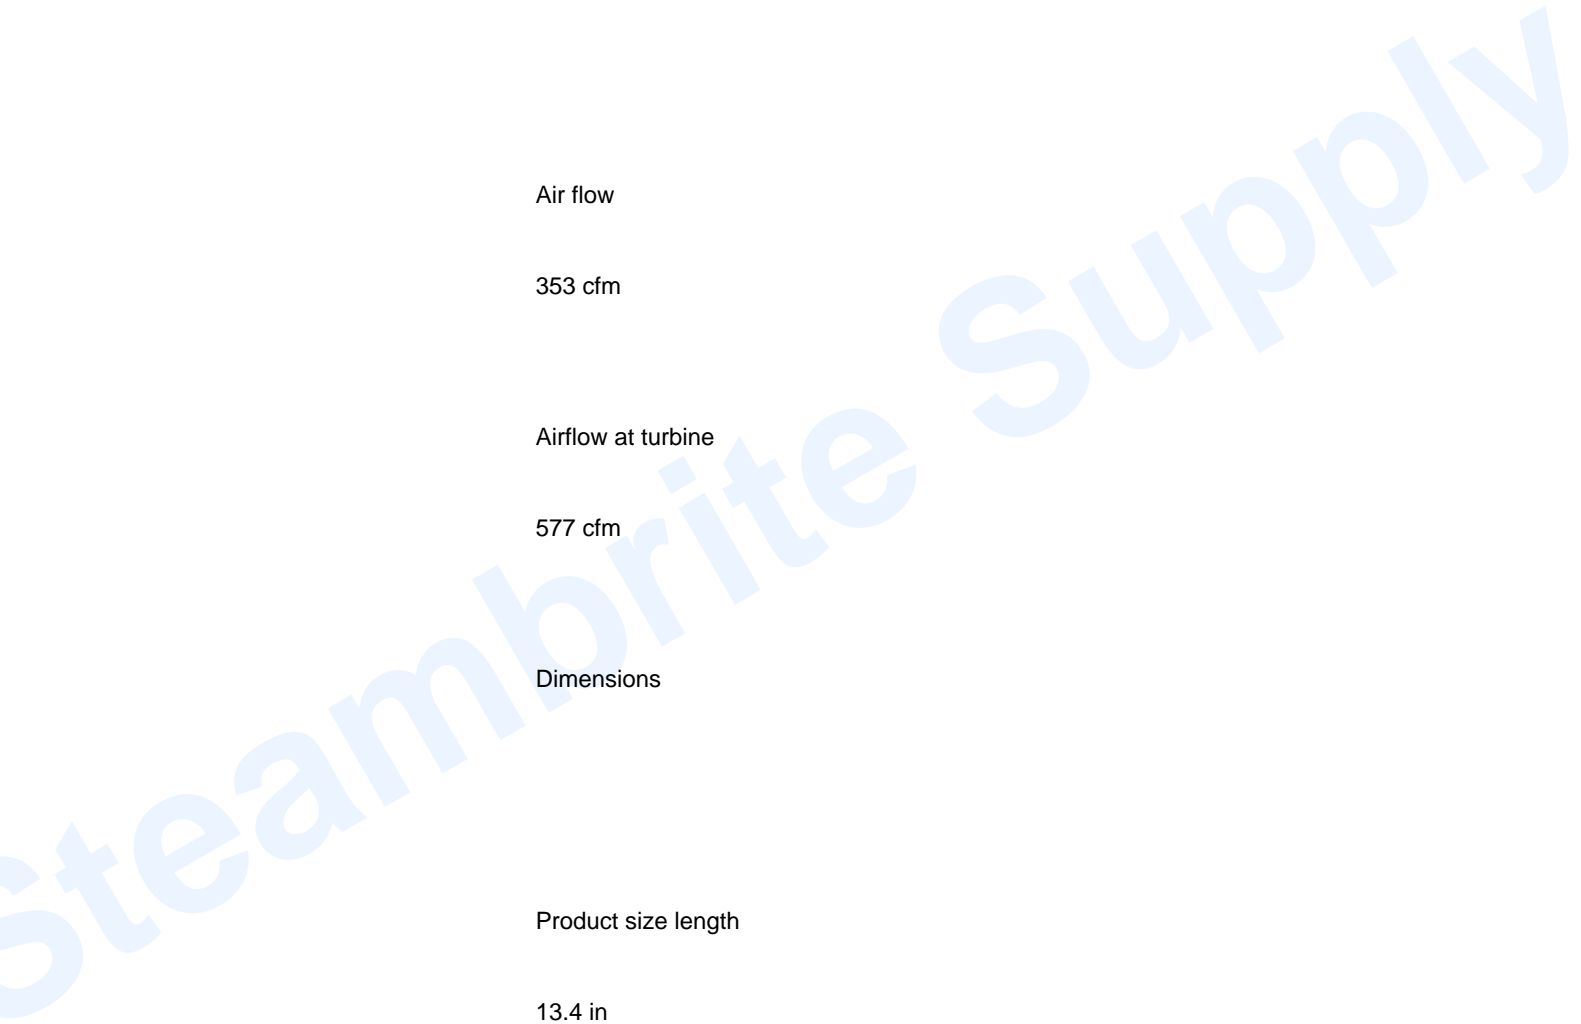 Air flow
353 cfm
Airflow at turbine
577 cfm
Dimensions
Product size length
13.4 in
Steambrite Supply